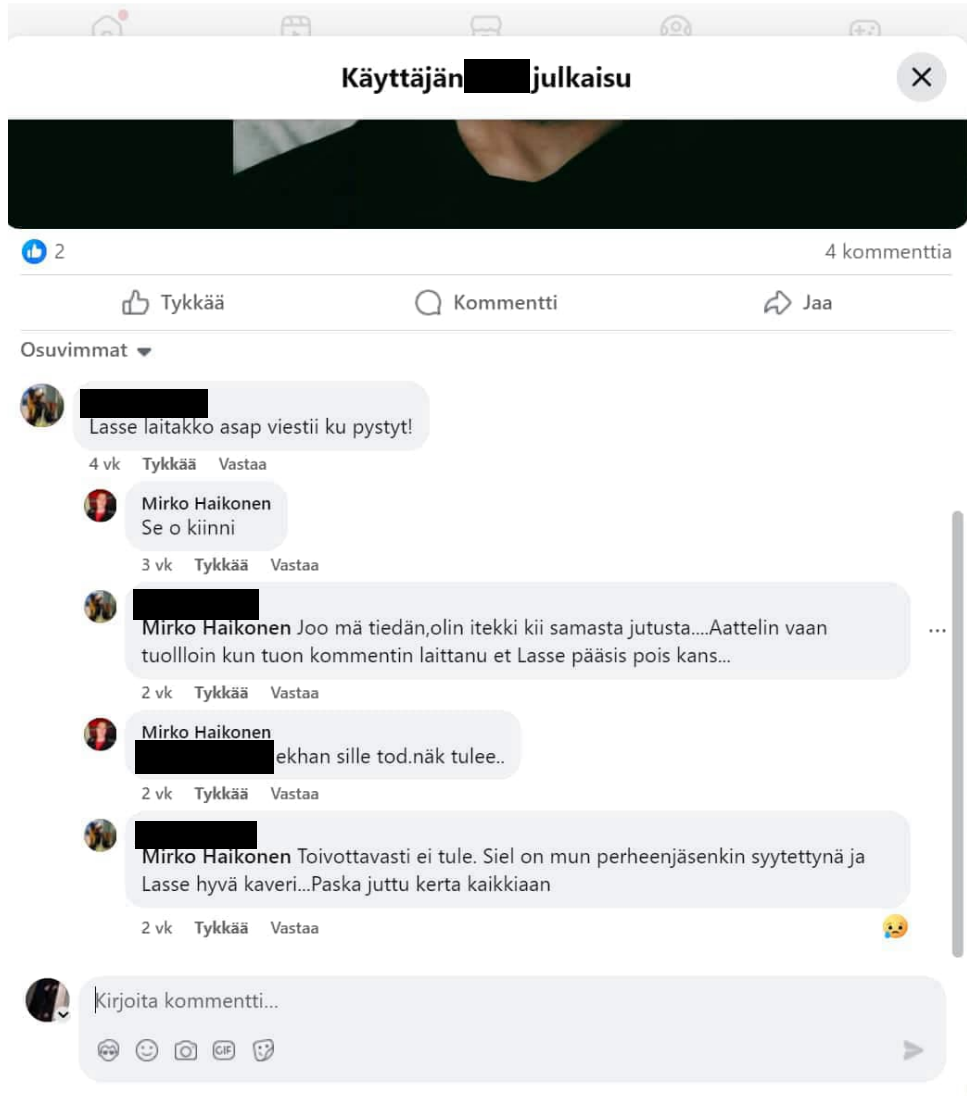 Käyttäjän julkaisu
2
4 kommenttia
Tykkää
Kommentti
Jaa
Osuvimmat
Lasse laitakko asap viestii ku pystyt!
4 vk Tykkää Vastaa
Mirko Haikonen
Se o kiinni
3 vk Tykkää Vastaa
Mirko Haikonen Joo mä tiedän,olin itekki kii samasta jutusta....Aattelin vaan
tuollloin kun tuon kommentin laittanu et Lasse pääsis pois kans...
2 vk Tykkää Vastaa
Mirko Haikonen
ekhan sille tod.näk tulee..
2 vk Tykkää Vastaa
Mirko Haikonen Toivottavasti ei tule. Siel on mun perheenjäsenkin syytettynä ja
Lasse hyvä kaveri...Paska juttu kerta kaikkiaan
2 vk Tykkää Vastaa
Kirjoita kommentti...
GIF